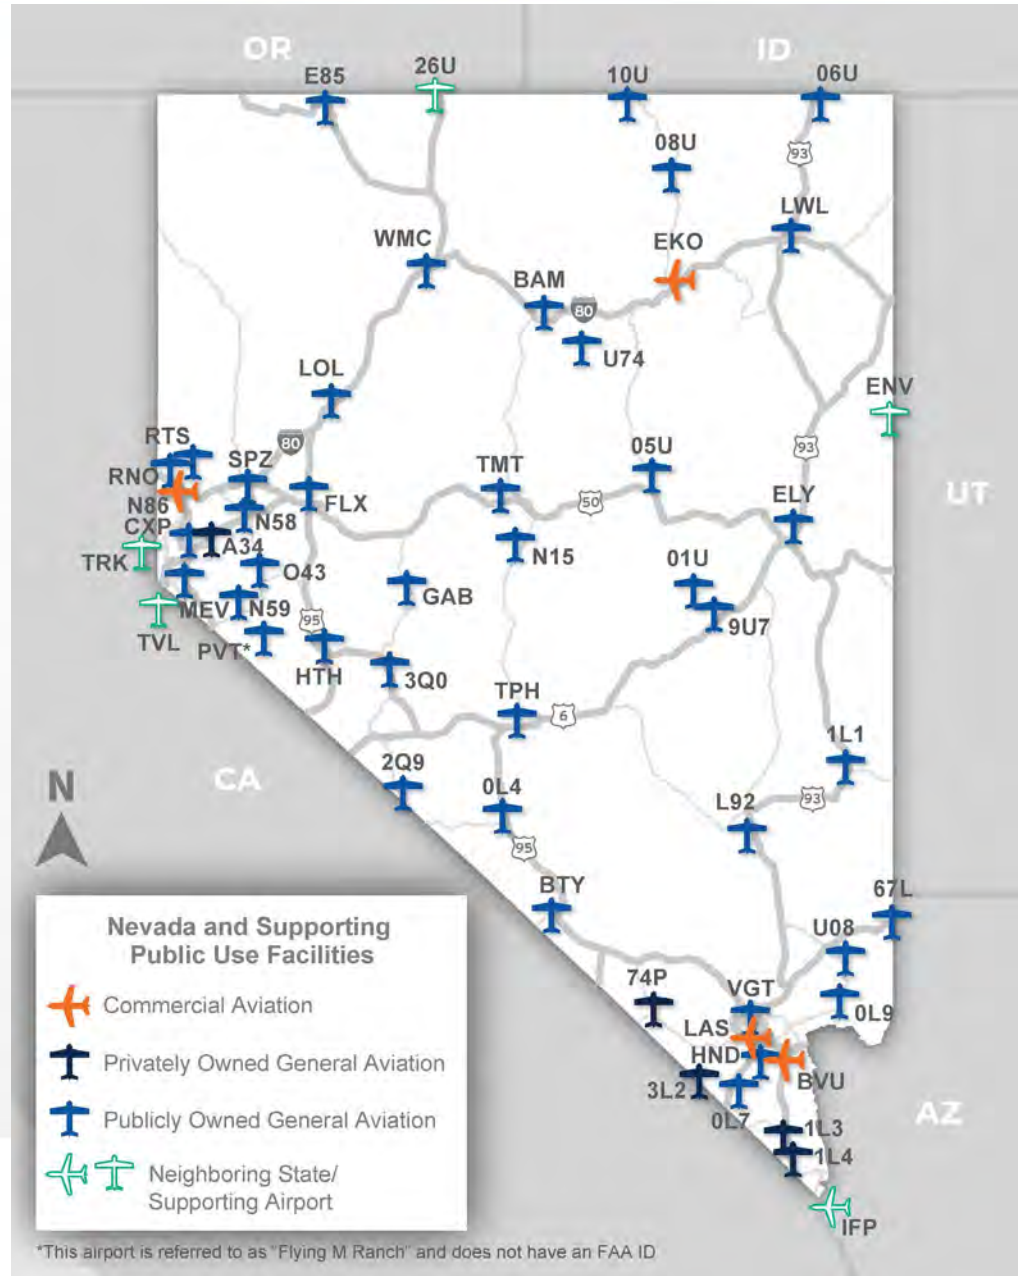 OR
ID
E85
26U
10U
06U
08U
93
LWL
WMC
EKO
BAM
80
U74
LOL
ENV
RTS
80
SPZ
05U
93
RNO
TMT
UT
N86
FLX
50
ELY
CXP
N58
TRK
A34
N15
O43
01U
MEV
N59
GAB
9U7
TVL
PVT*
95
HTH
3Q0
TPH
6
1L1
CA
2Q9
0L4
93
N
L92
95
BTY
67L
U08
74P
VGT
0L9
LAS
HND
BVU
3L2
0L7
AZ
1L3
1L4
IFP
Nevada and Supporting
Public Use Facilities
Commercial Aviation
Privately Owned General Aviation
Publicly Owned General Aviation
Neighboring State/
Supporting Airport
*This airport is referred to as "Flying M Ranch" and does not have an FAA ID